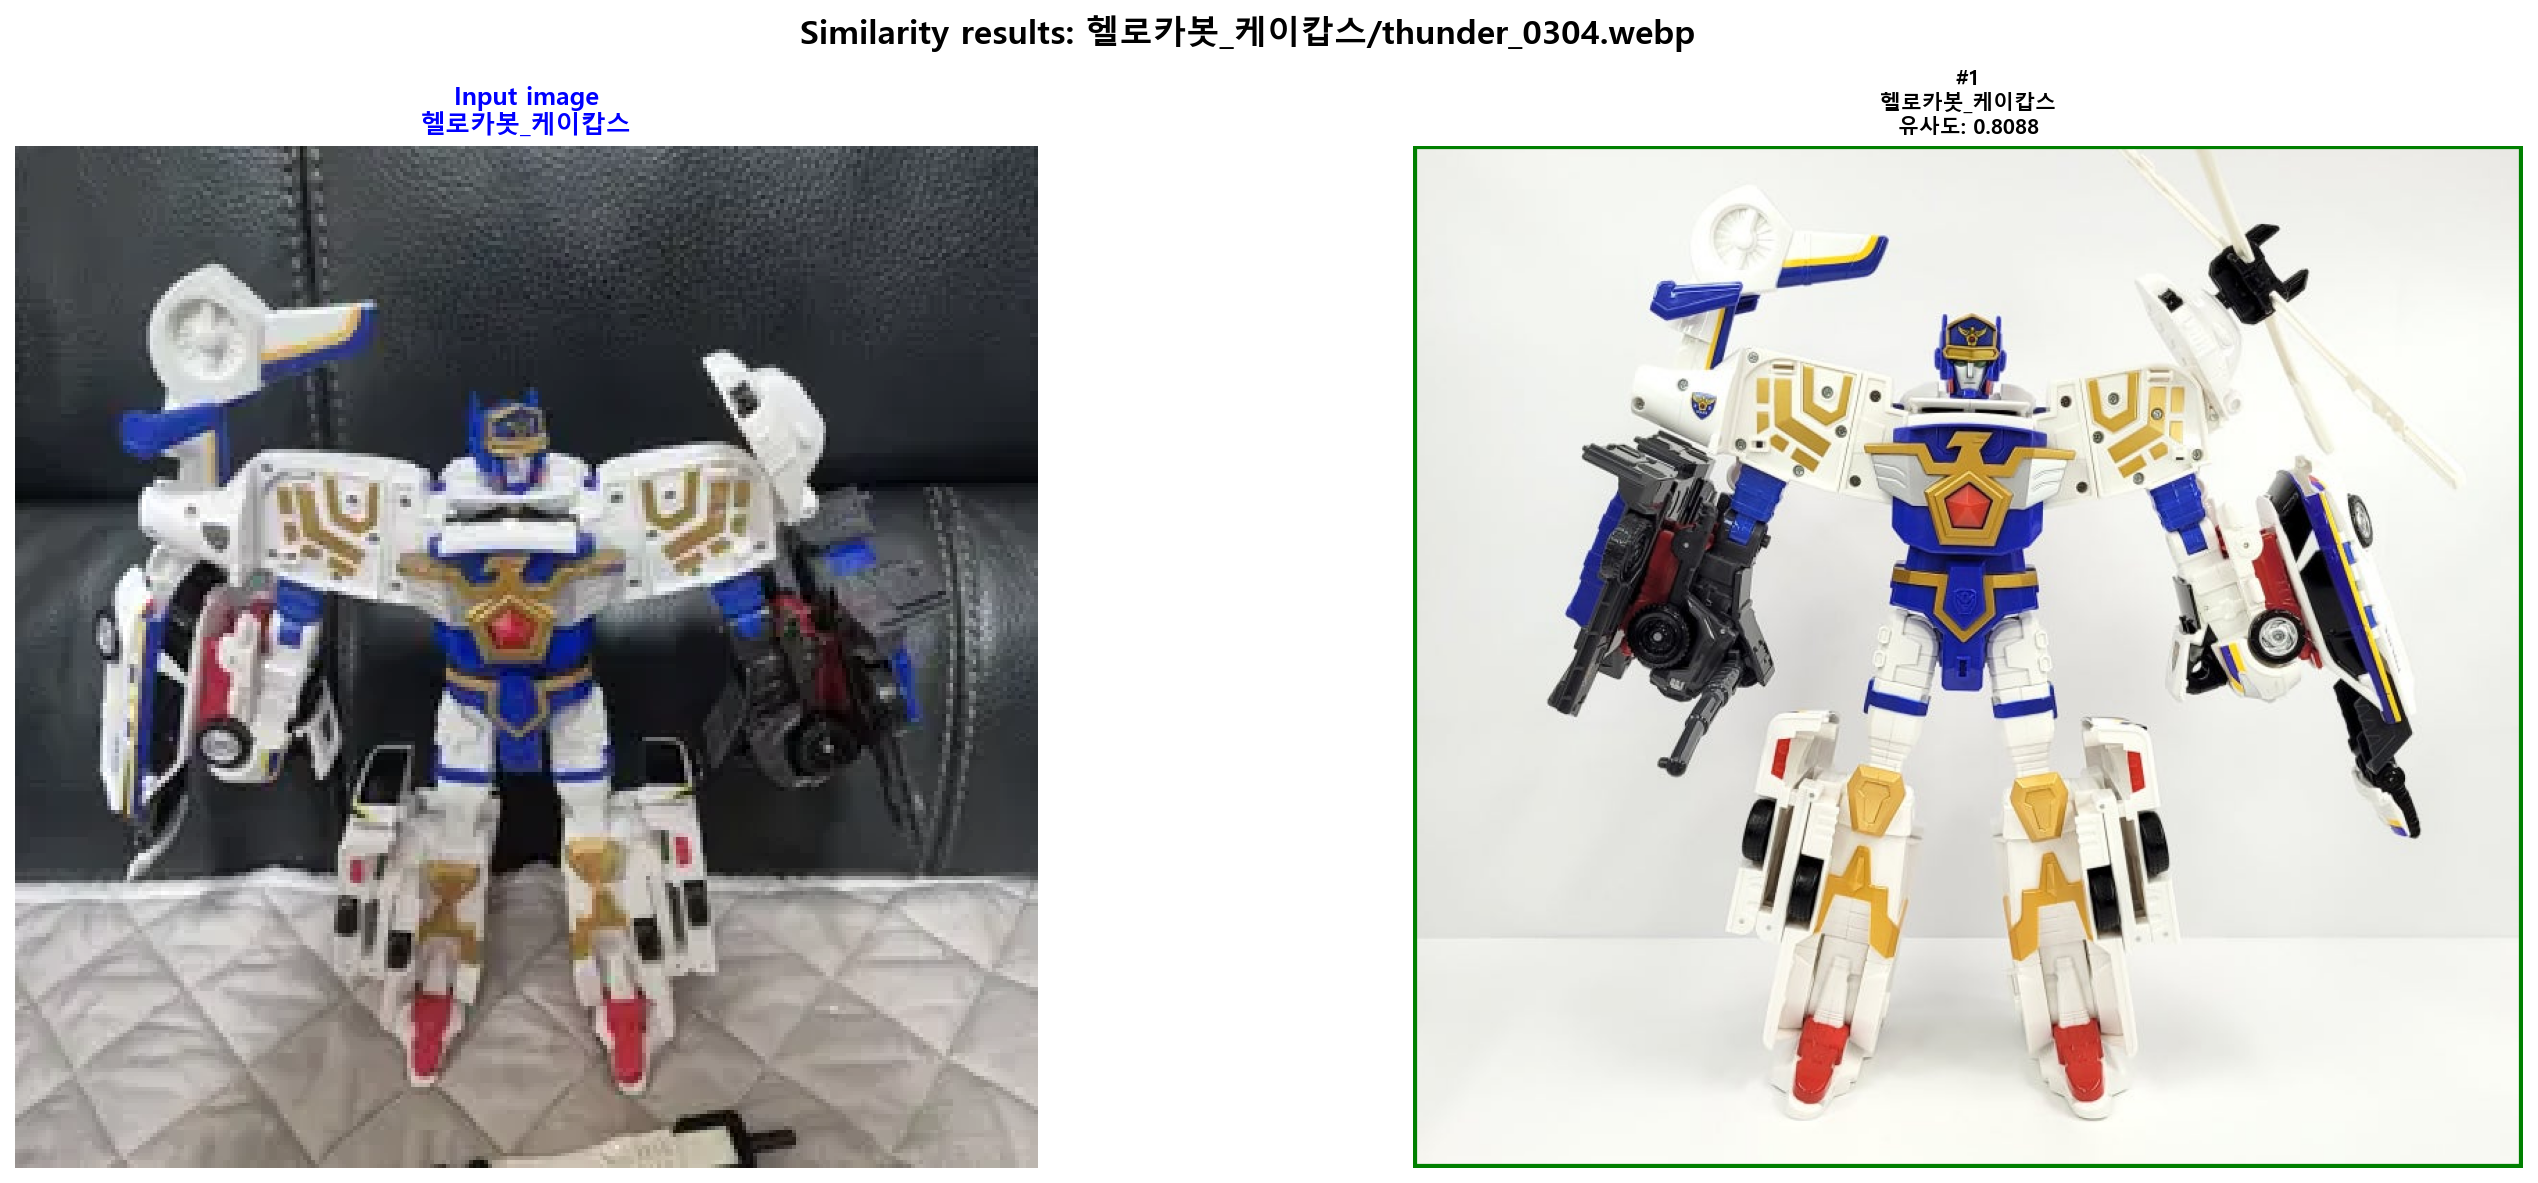 Similarity results: 헬로카봇_케이캅스/thunder_0304.webp
Input image
헬로카봇_케이캅스
#1
헬로카봇_케이캅스
유사도: 0.8088